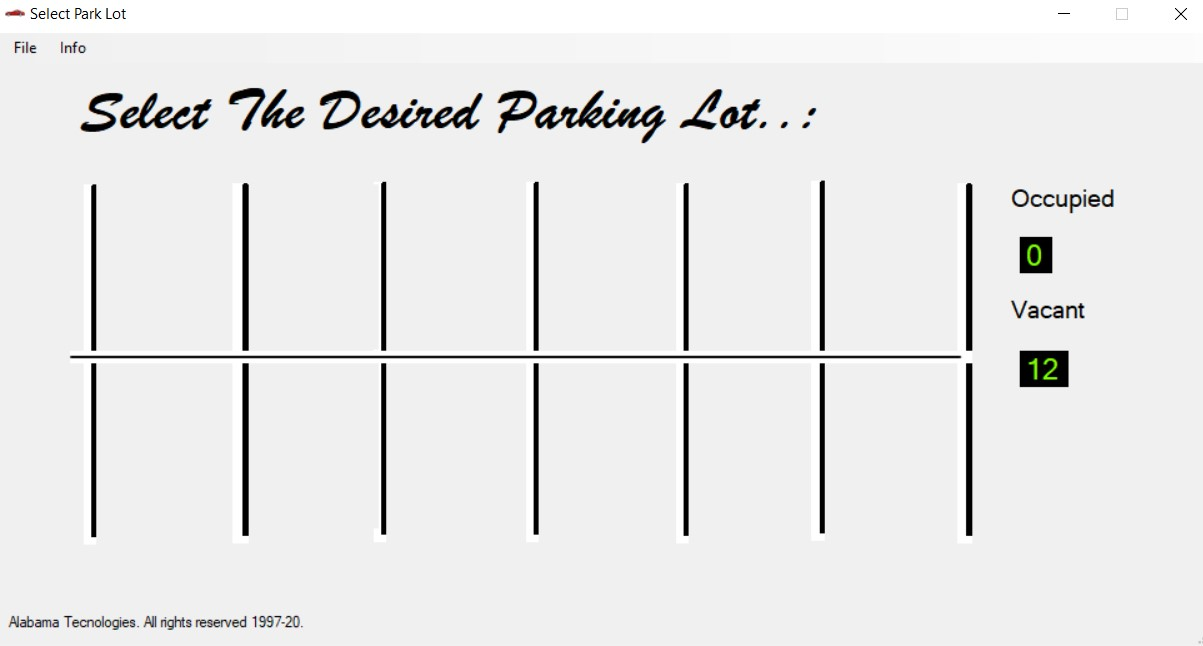 Select Park Lot
File Info
Select The Desired Parking Lot..:
Occupied
0
Vacant
12
Alabama Tecnologies. All rights reserved 1997-20.